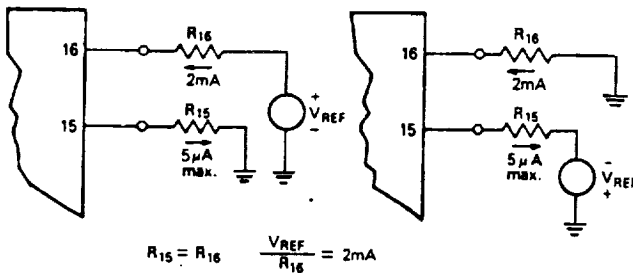 16
R16
2mA
+
VREF
−
15
R15
5μA
max.
16
R16
2mA
15
R15
5μA
max.
−
VREF
+
R15 = R16
VREF
R16
= 2mA